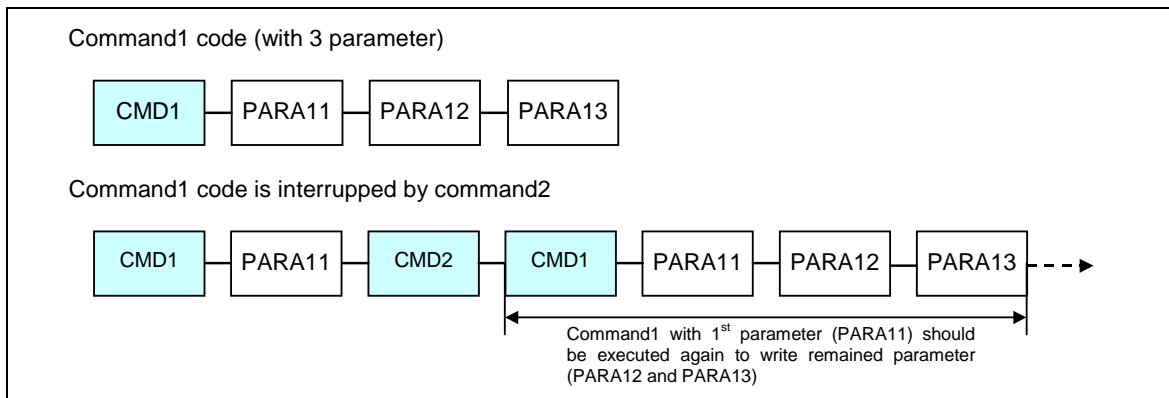 Command1 code (with 3 parameter)
CMD1 PARA11 PARA12 PARA13
Command1 code is interrupped by command2
CMD1 PARA11 CMD2 CMD1 PARA11 PARA12 PARA13
Command1 with 1st parameter (PARA11) should
be executed again to write remained parameter
(PARA12 and PARA13)